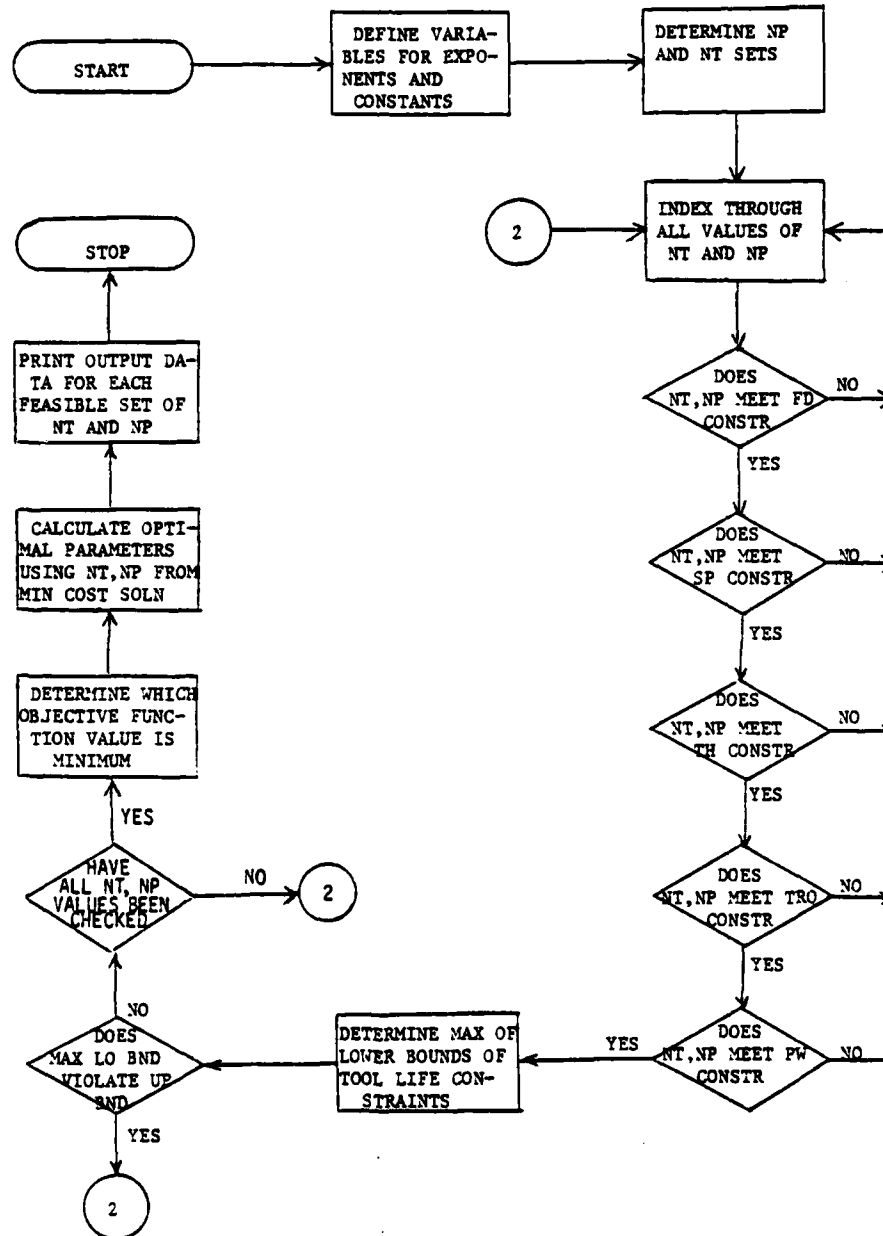 START
DEFINE VARIA-
BLES FOR EXPO-
NENTS AND
CONSTANTS
DETERMINE NP
AND NT SETS
2
INDEX THROUGH
ALL VALUES OF
NT AND NP
DOES
NT,NP MEET FD
CONSTR
NO
YES
DOES
NT,NP MEET
SP CONSTR
NO
YES
DOES
NT,NP MEET
TH CONSTR
NO
YES
DOES
NT,NP MEET TRQ
CONSTR
NO
YES
DOES
NT,NP MEET PW
CONSTR
NO
YES
DETERMINE MAX OF
LOWER BOUNDS OF
TOOL LIFE CON-
STRAINTS
DOES
MAX LO BND
VIOLATE UP
BND
YES
2
NO
HAVE
ALL NT, NP
VALUES BEEN
CHECKED
NO
2
YES
DETERMINE WHICH
OBJECTIVE FUNC-
TION VALUE IS
MINIMUM
CALCULATE OPTI-
MAL PARAMETERS
USING NT,NP FROM
MIN COST SOLN
PRINT OUTPUT DA-
TA FOR EACH
FEASIBLE SET OF
NT AND NP
STOP